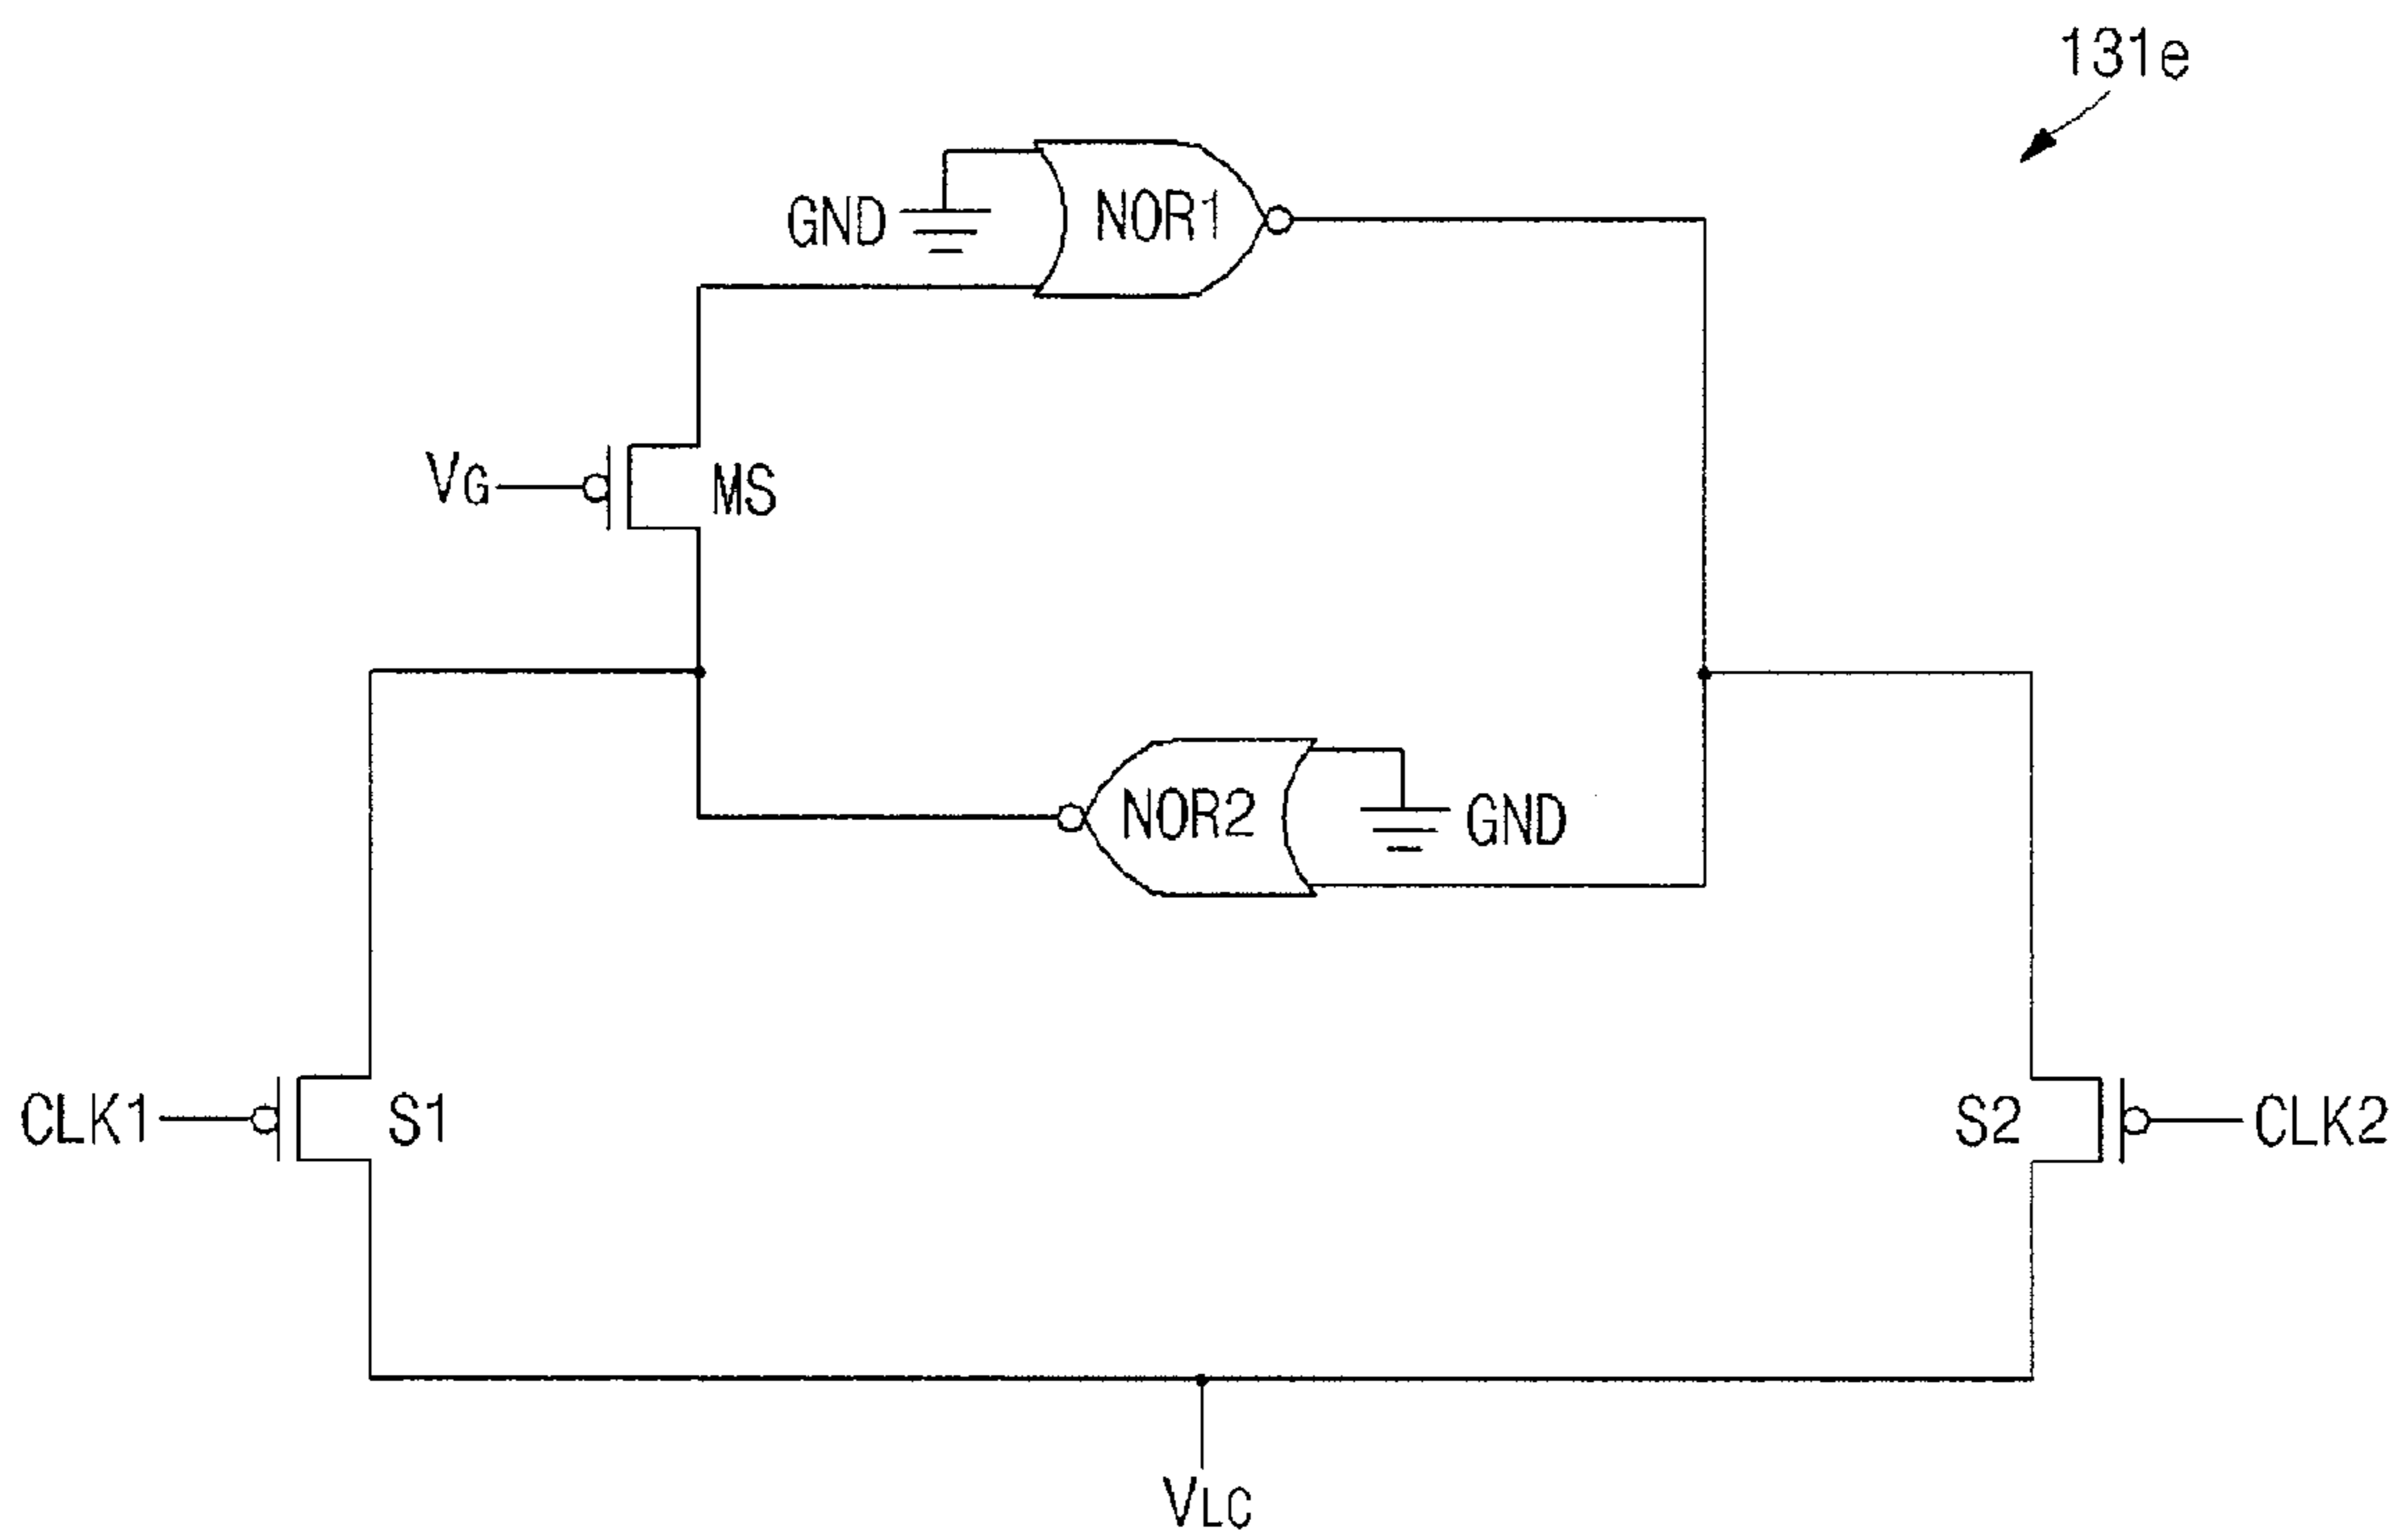 131e
GND
NOR1
VG
MS
NOR2
GND
CLK1
S1
S2
CLK2
VLC